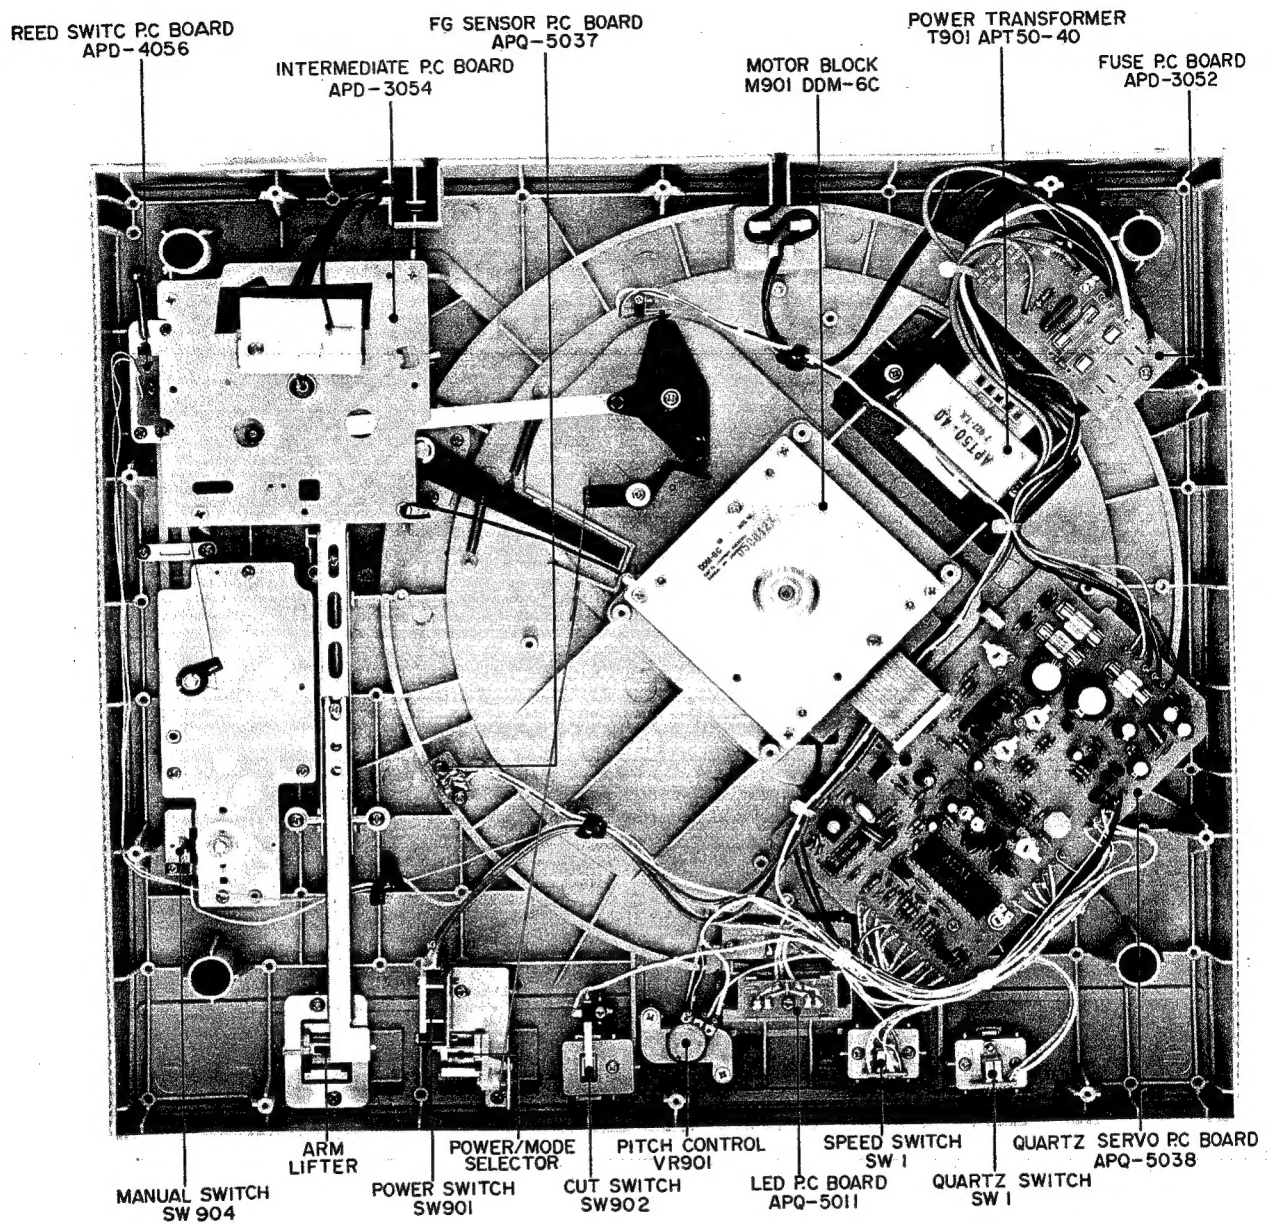 REED SWITC P.C BOARD
APD-4056
INTERMEDIATE P.C BOARD
APD-3054
FG SENSOR P.C BOARD
APQ-5037
MOTOR BLOCK
M901 DDM-6C
POWER TRANSFORMER
T901 APT50-40
FUSE P.C BOARD
APD-3052
APT50-40
DDM-6C
MANUAL SWITCH
SW904
ARM
LIFTER
POWER SWITCH
SW901
POWER/MODE
SELECTOR
CUT SWITCH
SW902
PITCH CONTROL
VR901
LED P.C BOARD
APQ-5011
SPEED SWITCH
SW 1
QUARTZ SWITCH
SW 1
QUARTZ SERVO P.C BOARD
APQ-5038